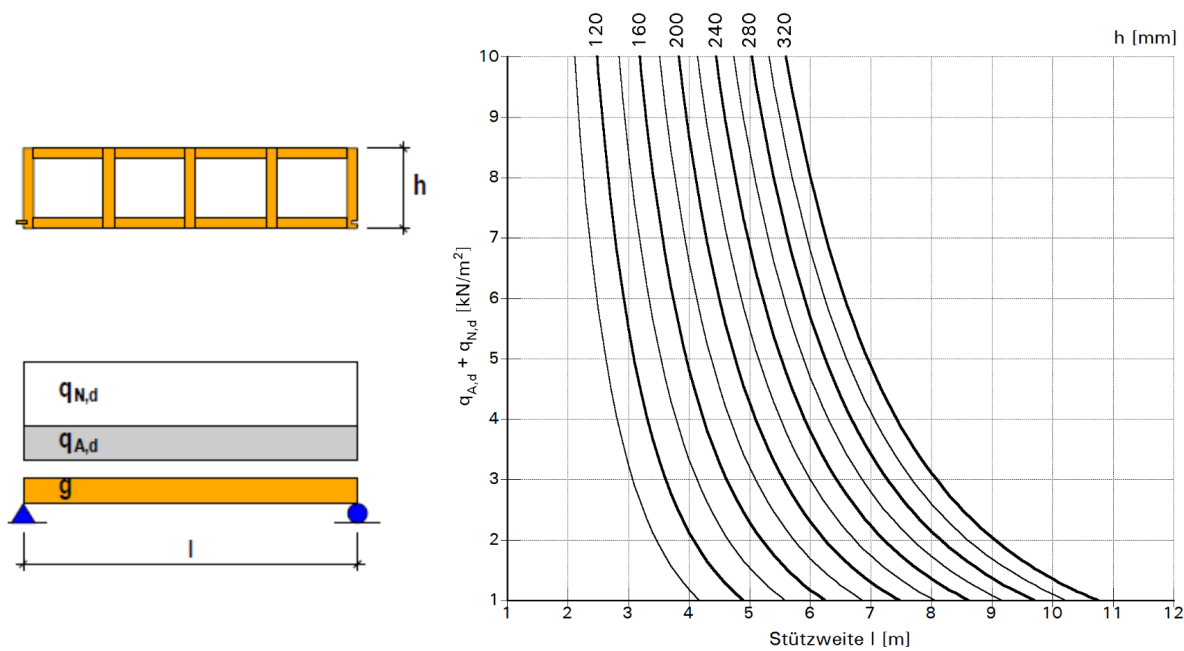 h
q_N,d
q_A,d
g
l
120 160 200 240 280 320
h [mm]
q_A,d + q_N,d [kN/m²]
10
9
8
7
6
5
4
3
2
1
1 2 3 4 5 6 7 8 9 10 11 12
Stützweite l [m]